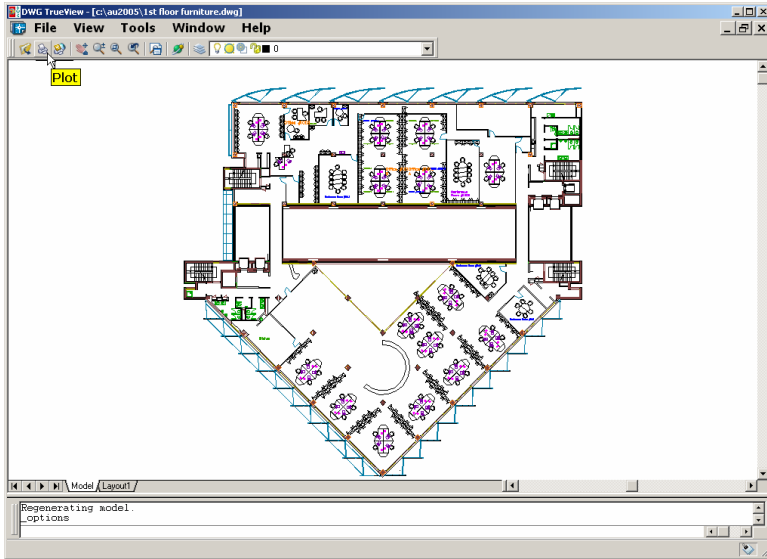 DWG TrueView - [c:\au2005\1st floor furniture.dwg]
File View Tools Window Help
0
Plot
Model Layout1
Regenerating model.
_options